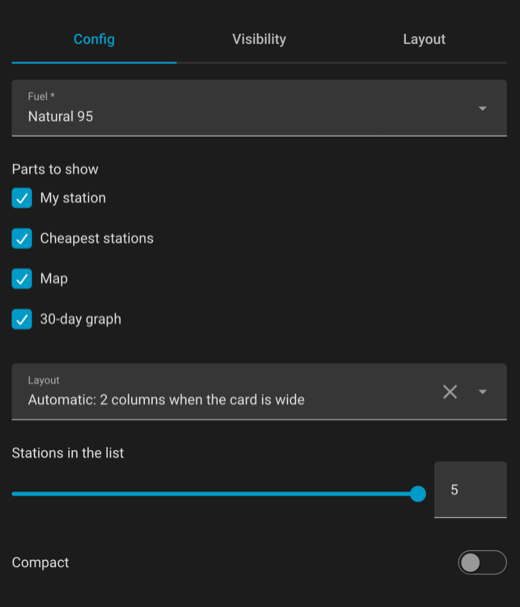 Config
Visibility
Layout
Fuel *
Natural 95
Parts to show
My station
Cheapest stations
Map
30-day graph
Layout
Automatic: 2 columns when the card is wide
Stations in the list
5
Compact